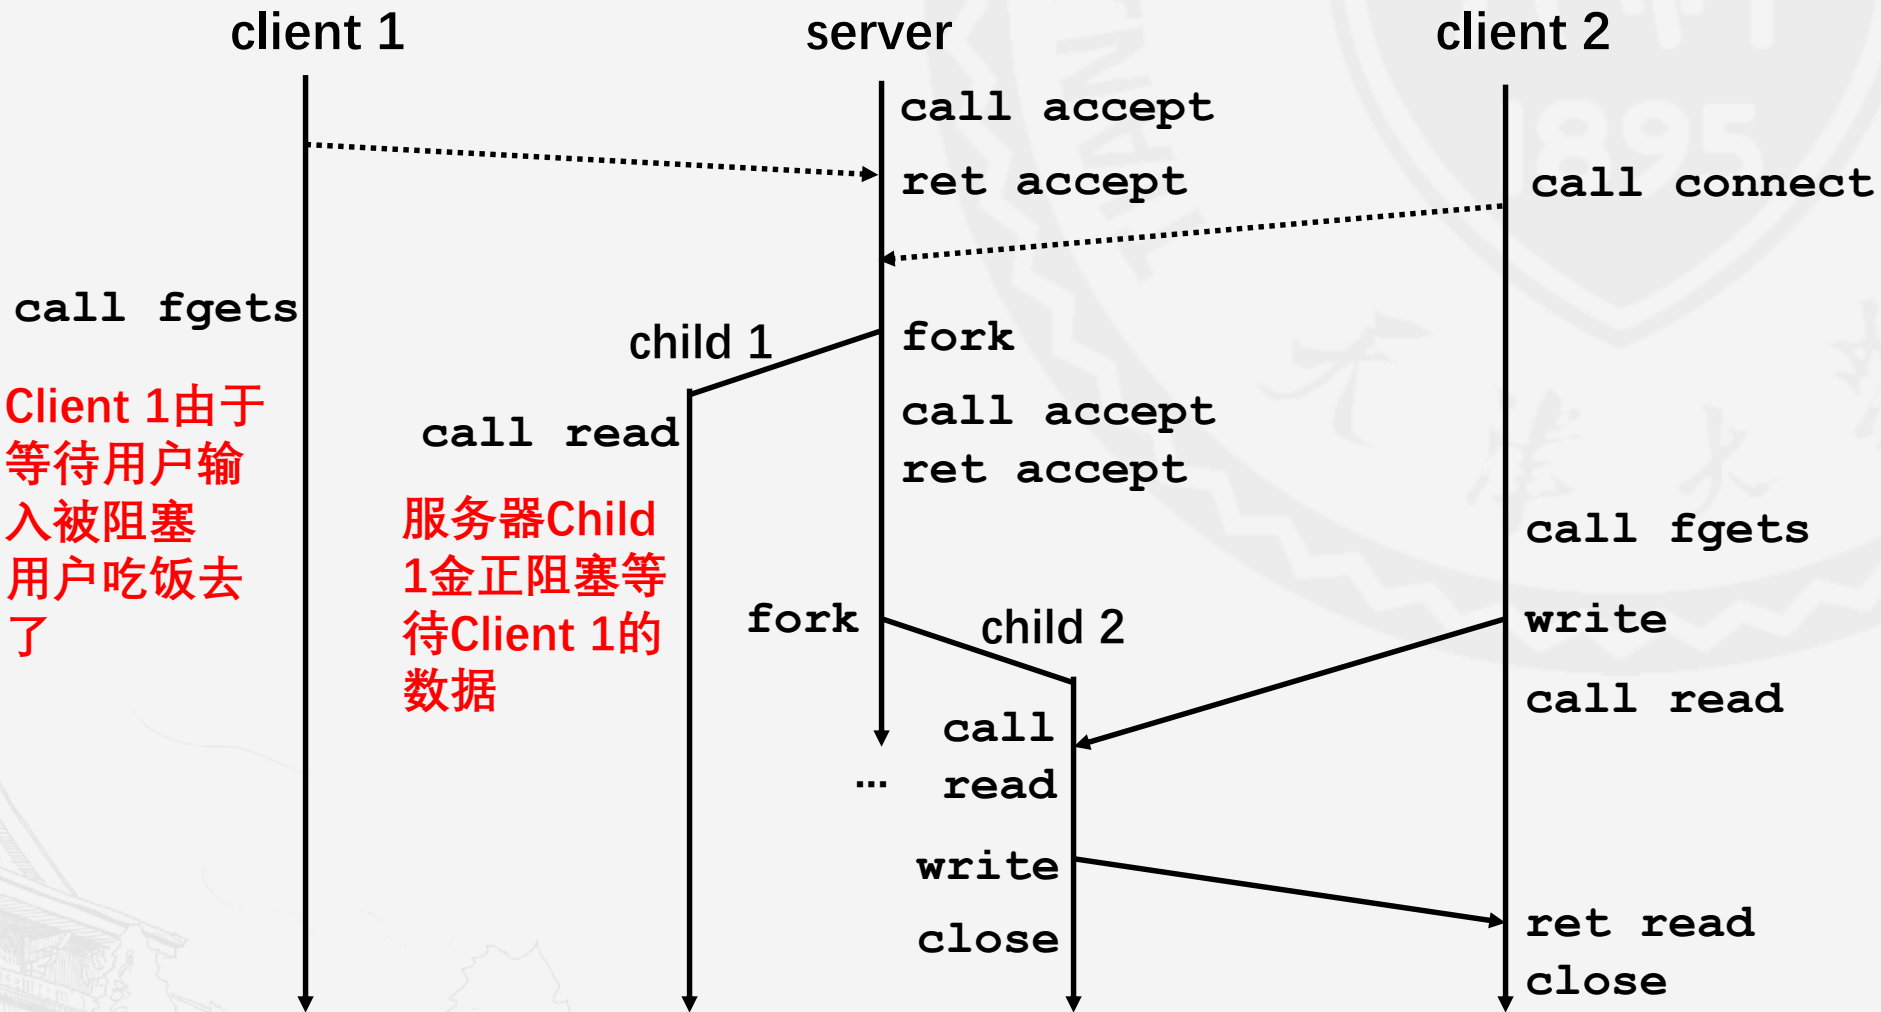 client 1
server
client 2
call accept
ret accept
call connect
call fgets
child 1
fork
Client 1由于
等待用户输
入被阻塞
用户吃饭去
了
call read
call accept
ret accept
服务器Child
1金正阻塞等
待Client 1的
数据
call fgets
fork
child 2
write
call read
call
... read
write
close
ret read
close
1895